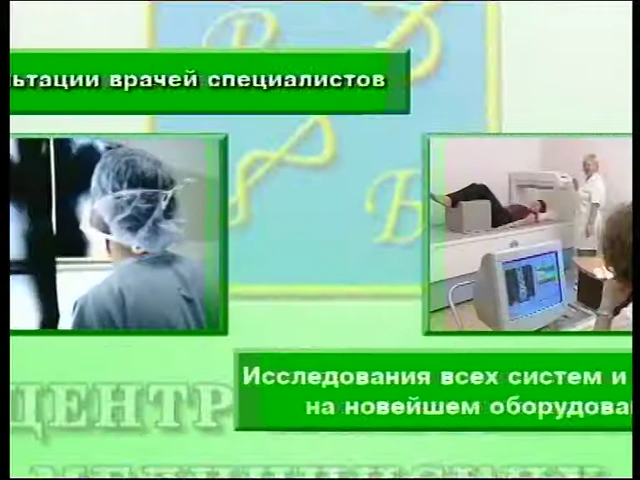 льтации врачей специалистов
Исследования всех систем и
на новейшем оборудова
ЦЕНТР